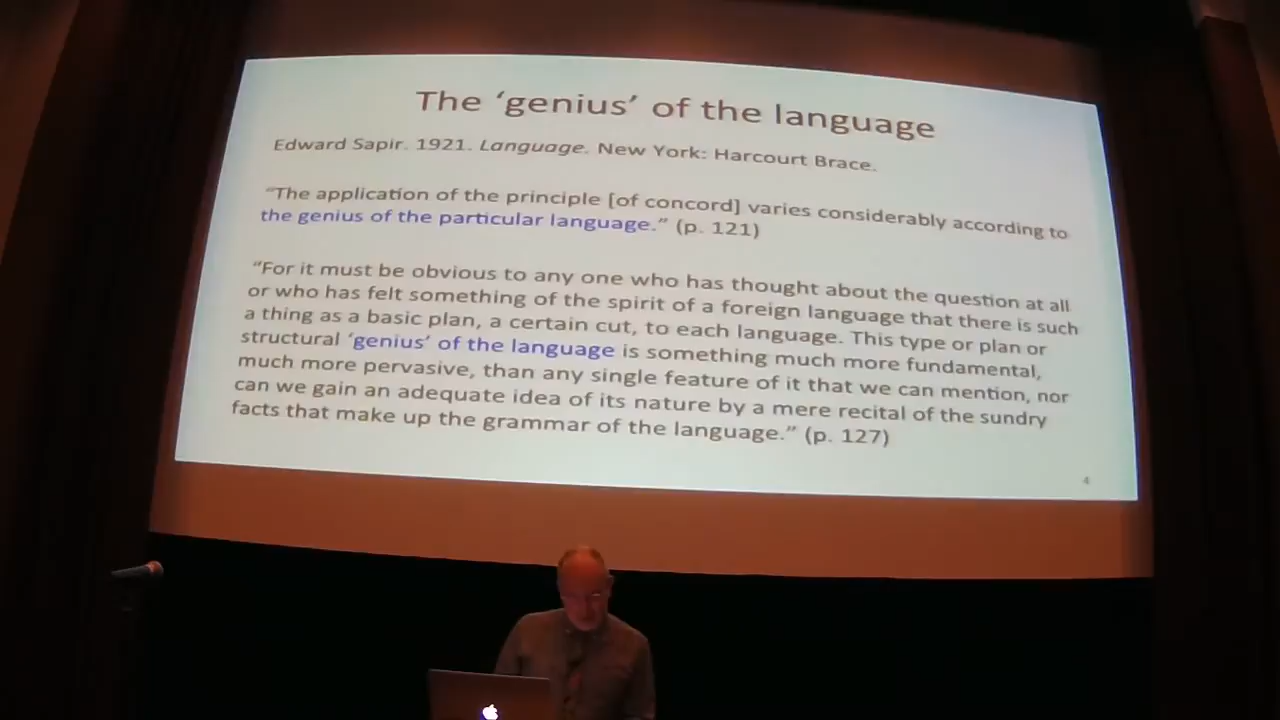 The ‘genius’ of the language
Edward Sapir. 1921. Language. New York: Harcourt Brace.
“The application of the principle [of concord] varies considerably according to
the genius of the particular language.” (p. 121)
“For it must be obvious to any one who has thought about the question at all
or who has felt something of the spirit of a foreign language that there is such
a thing as a basic plan, a certain cut, to each language. This type or plan or
structural ‘genius’ of the language is something much more fundamental,
much more pervasive, than any single feature of it that we can mention, nor
can we gain an adequate idea of its nature by a mere recital of the sundry
facts that make up the grammar of the language.” (p. 127)
4